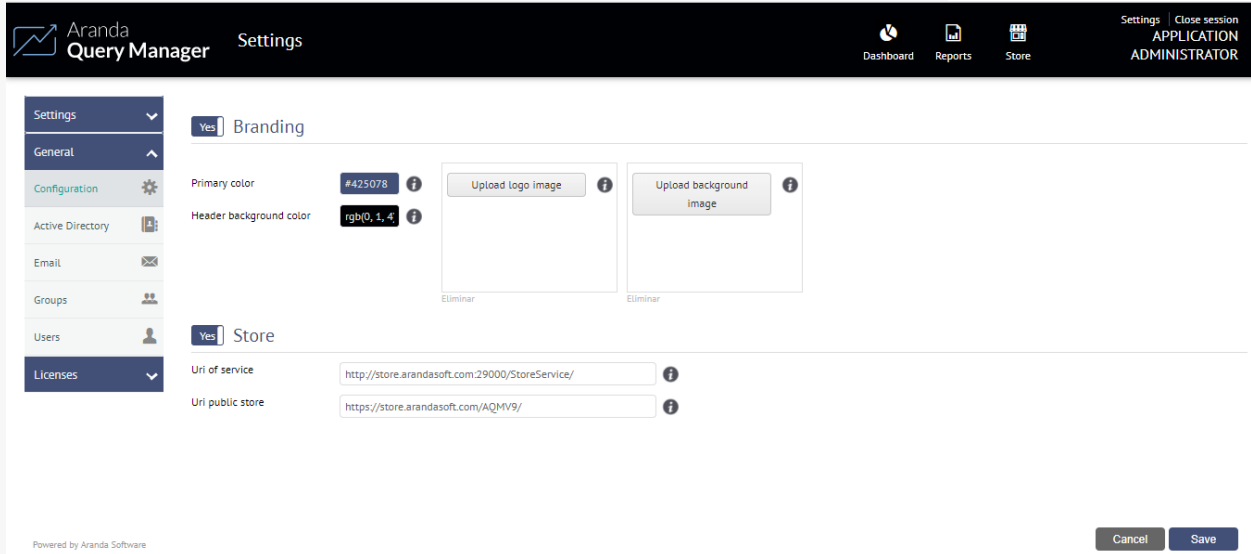 Aranda
Query Manager
Settings
Dashboard
Reports
Store
Settings Close session
APPLICATION
ADMINISTRATOR
Settings
General
Configuration
Active Directory
Email
Groups
Users
Licenses
Yes Branding
Primary color
#425078
Header background color
rgb(0, 1, 4)
Upload logo image
Eliminar
Upload background
image
Eliminar
Yes Store
Uri of service
http://store.arandasoft.com:29000/StoreService/
Uri public store
https://store.arandasoft.com/AQMV9/
Powered by Aranda Software
Cancel
Save